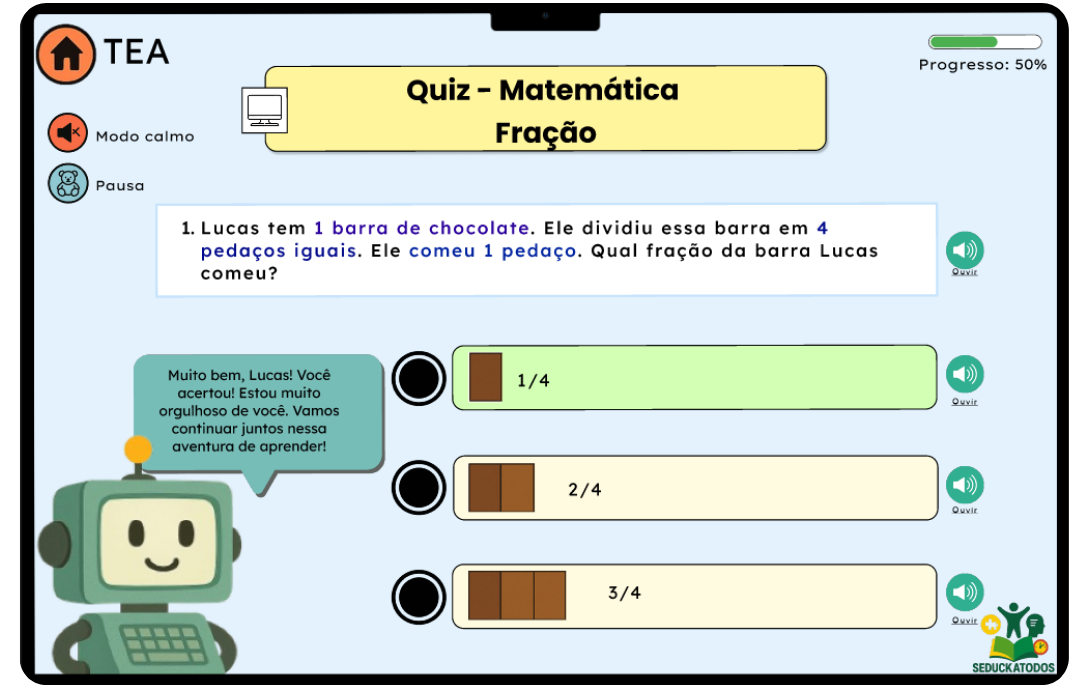 TEA
Progresso: 50%
Quiz - Matemática
Fração
Modo calmo
Pausa
1. Lucas tem 1 barra de chocolate. Ele dividiu essa barra em 4
pedaços iguais. Ele comeu 1 pedaço. Qual fração da barra Lucas
comeu?
Ouvir
Muito bem, Lucas! Você
acertou! Estou muito
orgulhoso de você. Vamos
continuar juntos nessa
aventura de aprender!
1/4
Ouvir
2/4
Ouvir
3/4
Ouvir
SEDUCKATODOS